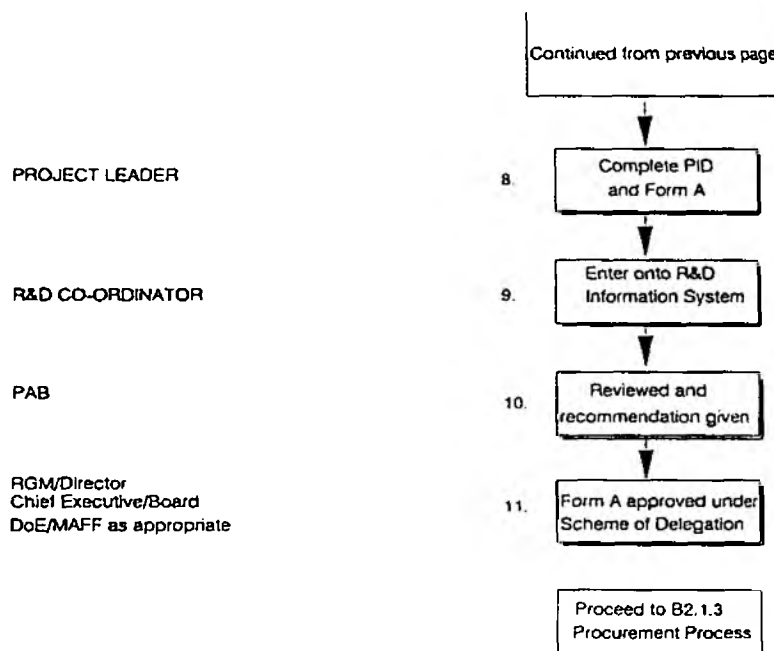 Continued from previous page
PROJECT LEADER
8.
Complete PID
and Form A
R&D CO-ORDINATOR
9.
Enter onto R&D
Information System
PAB
10.
Reviewed and
recommendation given
RGM/Director
Chief Executive/Board
DoE/MAFF as appropriate
11.
Form A approved under
Scheme of Delegation
Proceed to B2.1.3
Procurement Process